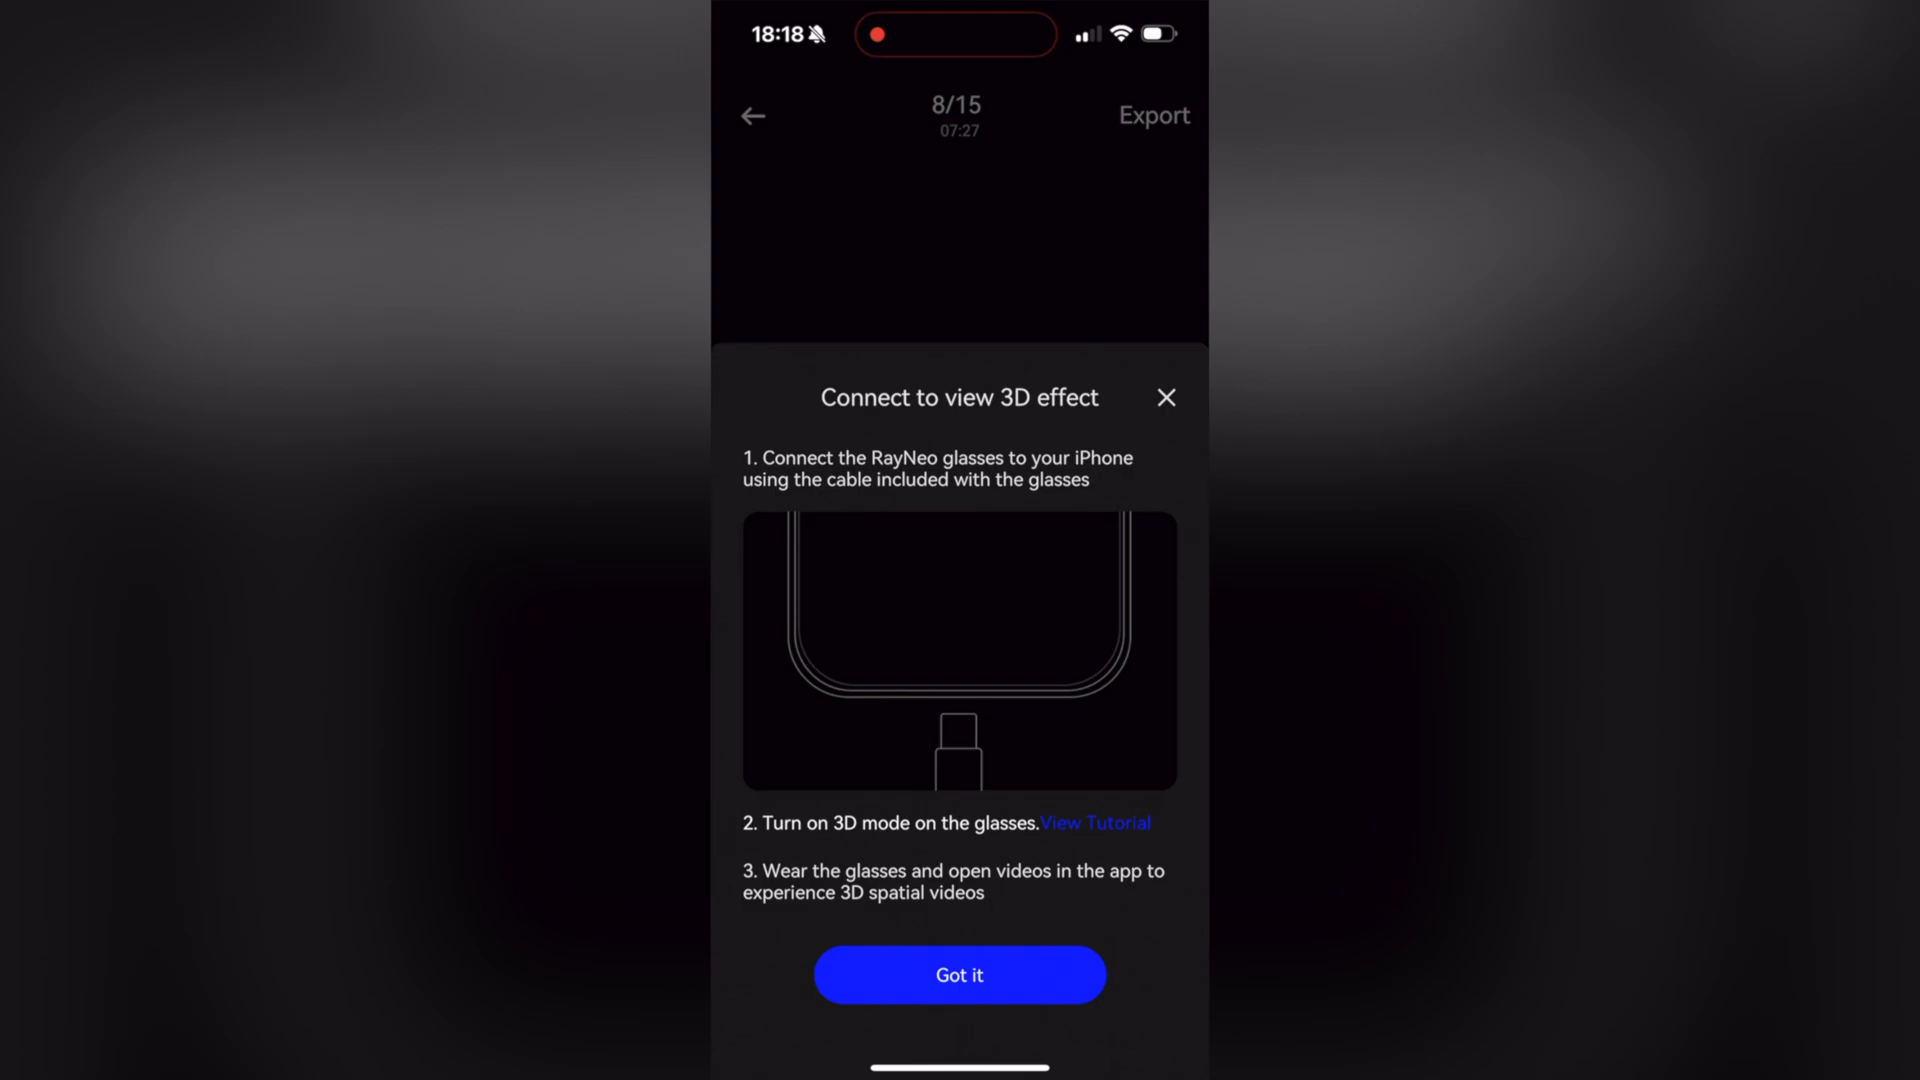 18:18
8/15
07:27
Export
Connect to view 3D effect
1. Connect the RayNeo glasses to your iPhone
using the cable included with the glasses
2. Turn on 3D mode on the glasses.View Tutorial
3. Wear the glasses and open videos in the app to
experience 3D spatial videos
Got it